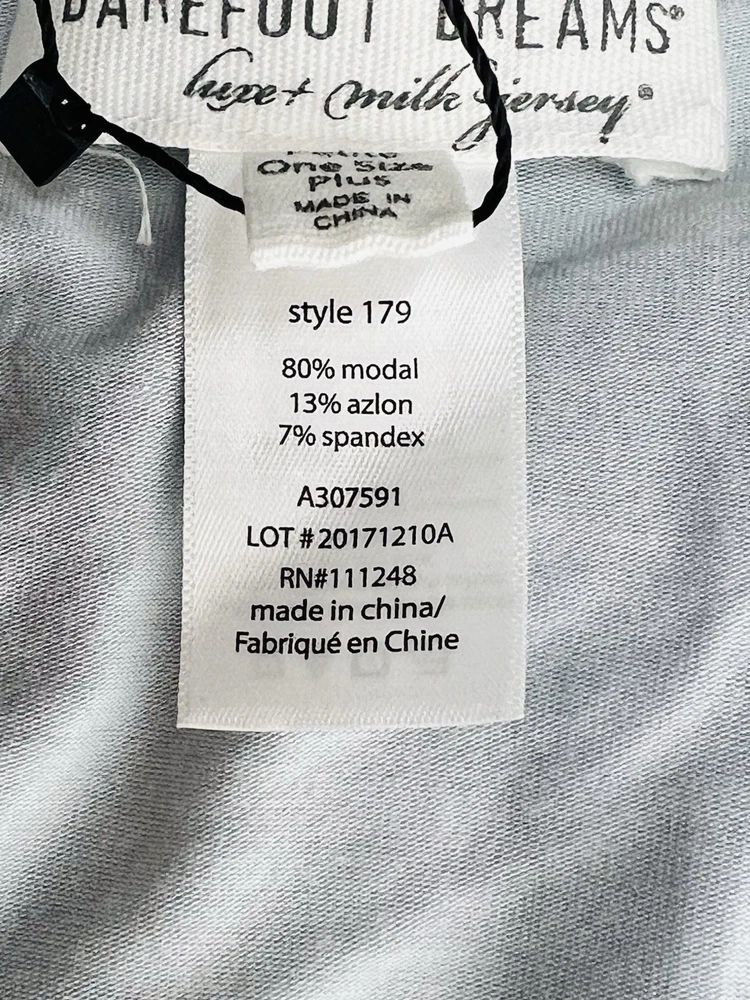 BAREFOOT DREAMS®
luxe+ milk jersey®
One Size
Plus
MADE IN
CHINA
style 179
80% modal
13% azlon
7% spandex
A307591
LOT # 20171210A
RN#111248
made in china/
Fabriqué en Chine